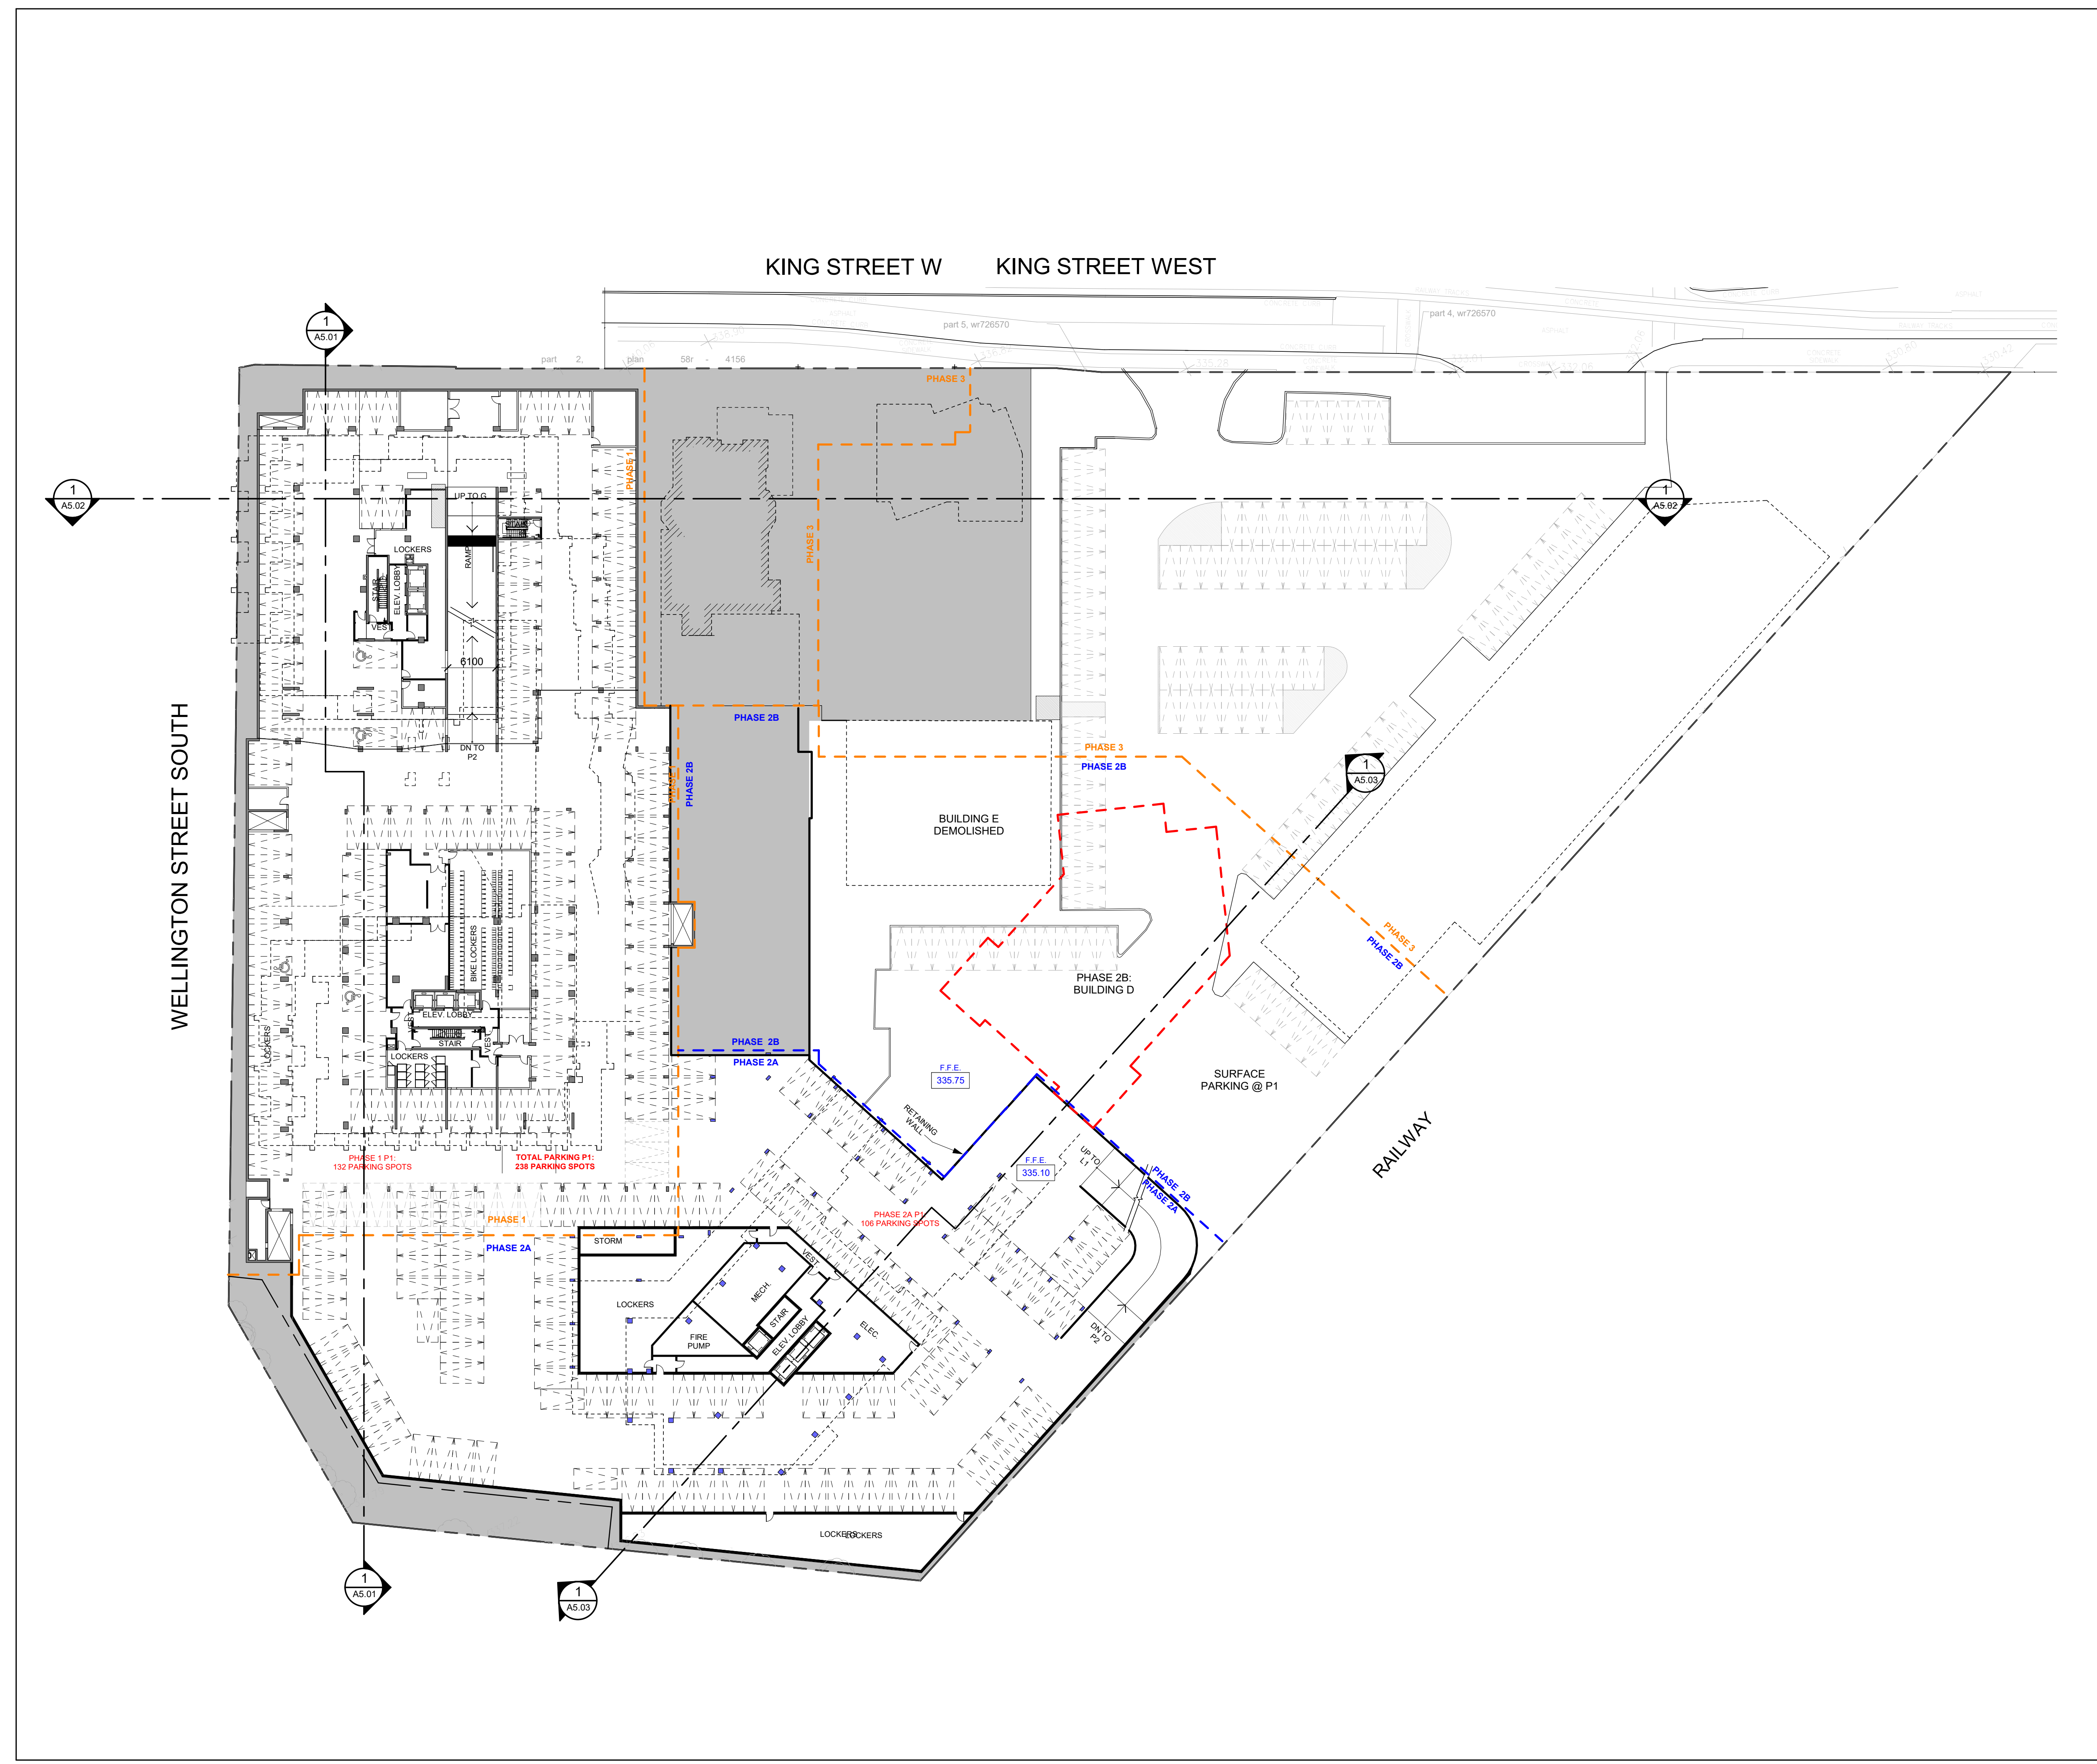 KING STREET W
KING STREET WEST
1
A5.01
part 5, wr726570
part 4, wr726570
part 2, plan 58r - 4156
PHASE 3
PHASE 1
1
A5.02
1
A5.02
UP TO G
STAIR
LOCKERS
RAMP
PHASE 3
STAIR
ELEV. LOBBY
VEST
6100
WELLINGTON STREET SOUTH
PHASE 2B
DN TO
P2
PHASE 1
PHASE 2B
PHASE 3
PHASE 2B
1
A5.03
BUILDING E
DEMOLISHED
BIKE LOCKERS
PHASE 3
PHASE 2B
PHASE 2B:
BUILDING D
ELEV. LOBBY
VEST
STAIR
VEST
LOCKERS
LOCKERS
PHASE 2B
PHASE 2A
F.F.E.
335.75
SURFACE
PARKING @ P1
RETAINING
WALL
RAILWAY
PHASE 1 P1:
132 PARKING SPOTS
TOTAL PARKING P1:
238 PARKING SPOTS
F.F.E.
335.10
UP TO
L1
PHASE 2B
PHASE 2A
PHASE 2A P1:
106 PARKING SPOTS
PHASE 1
PHASE 2A
STORM
VEST
MECH.
LOCKERS
STAIR
ELEV. LOBBY
ELEC.
FIRE
PUMP
DN TO
P2
LOCKERS
LOCKERS
1
A5.01
1
A5.03